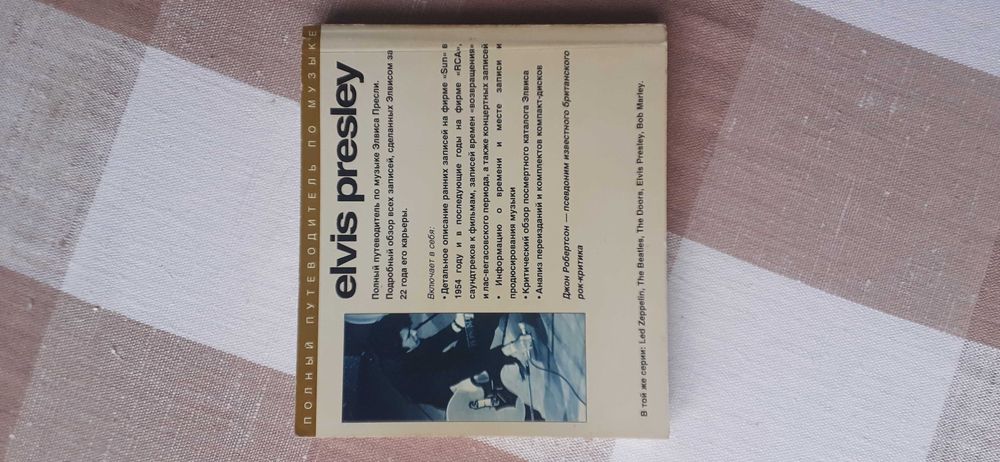 ПОЛНЫЙ ПУТЕВОДИТЕЛЬ ПО МУЗЫКЕ
elvis presley
Полный путеводитель по музыке Элвиса Пресли.
Подробный обзор всех записей, сделанных Элвисом за
22 года его карьеры.
Включает в себя:
• Детальное описание ранних записей на фирме «Sun» в
1954 году и в последующие годы на фирме «RCA»,
саундтреков к фильмам, записей времен «возвращения»
и лас-вегасовского периода, а также концертных записей
• Информацию о времени и месте записи и
продюсирования музыки
• Критический обзор посмертного каталога Элвиса
• Анализ переизданий и комплектов компакт-дисков
Джон Робертсон — псевдоним известного британского
рок-критика
В той же серии: Led Zeppelin, The Beatles, The Doors, Elvis Presley, Bob Marley.